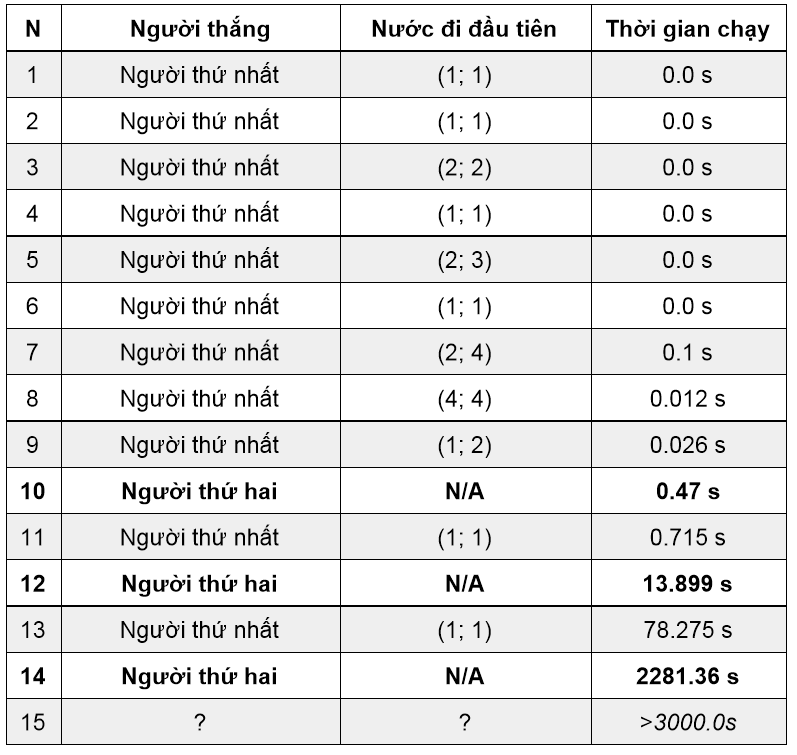 N Người thắng Nước đi đầu tiên Thời gian chạy
1 Người thứ nhất (1; 1) 0.0 s
2 Người thứ nhất (1; 1) 0.0 s
3 Người thứ nhất (2; 2) 0.0 s
4 Người thứ nhất (1; 1) 0.0 s
5 Người thứ nhất (2; 3) 0.0 s
6 Người thứ nhất (1; 1) 0.0 s
7 Người thứ nhất (2; 4) 0.1 s
8 Người thứ nhất (4; 4) 0.012 s
9 Người thứ nhất (1; 2) 0.026 s
10 Người thứ hai N/A 0.47 s
11 Người thứ nhất (1; 1) 0.715 s
12 Người thứ hai N/A 13.899 s
13 Người thứ nhất (1; 1) 78.275 s
14 Người thứ hai N/A 2281.36 s
15 ? ? >3000.0s